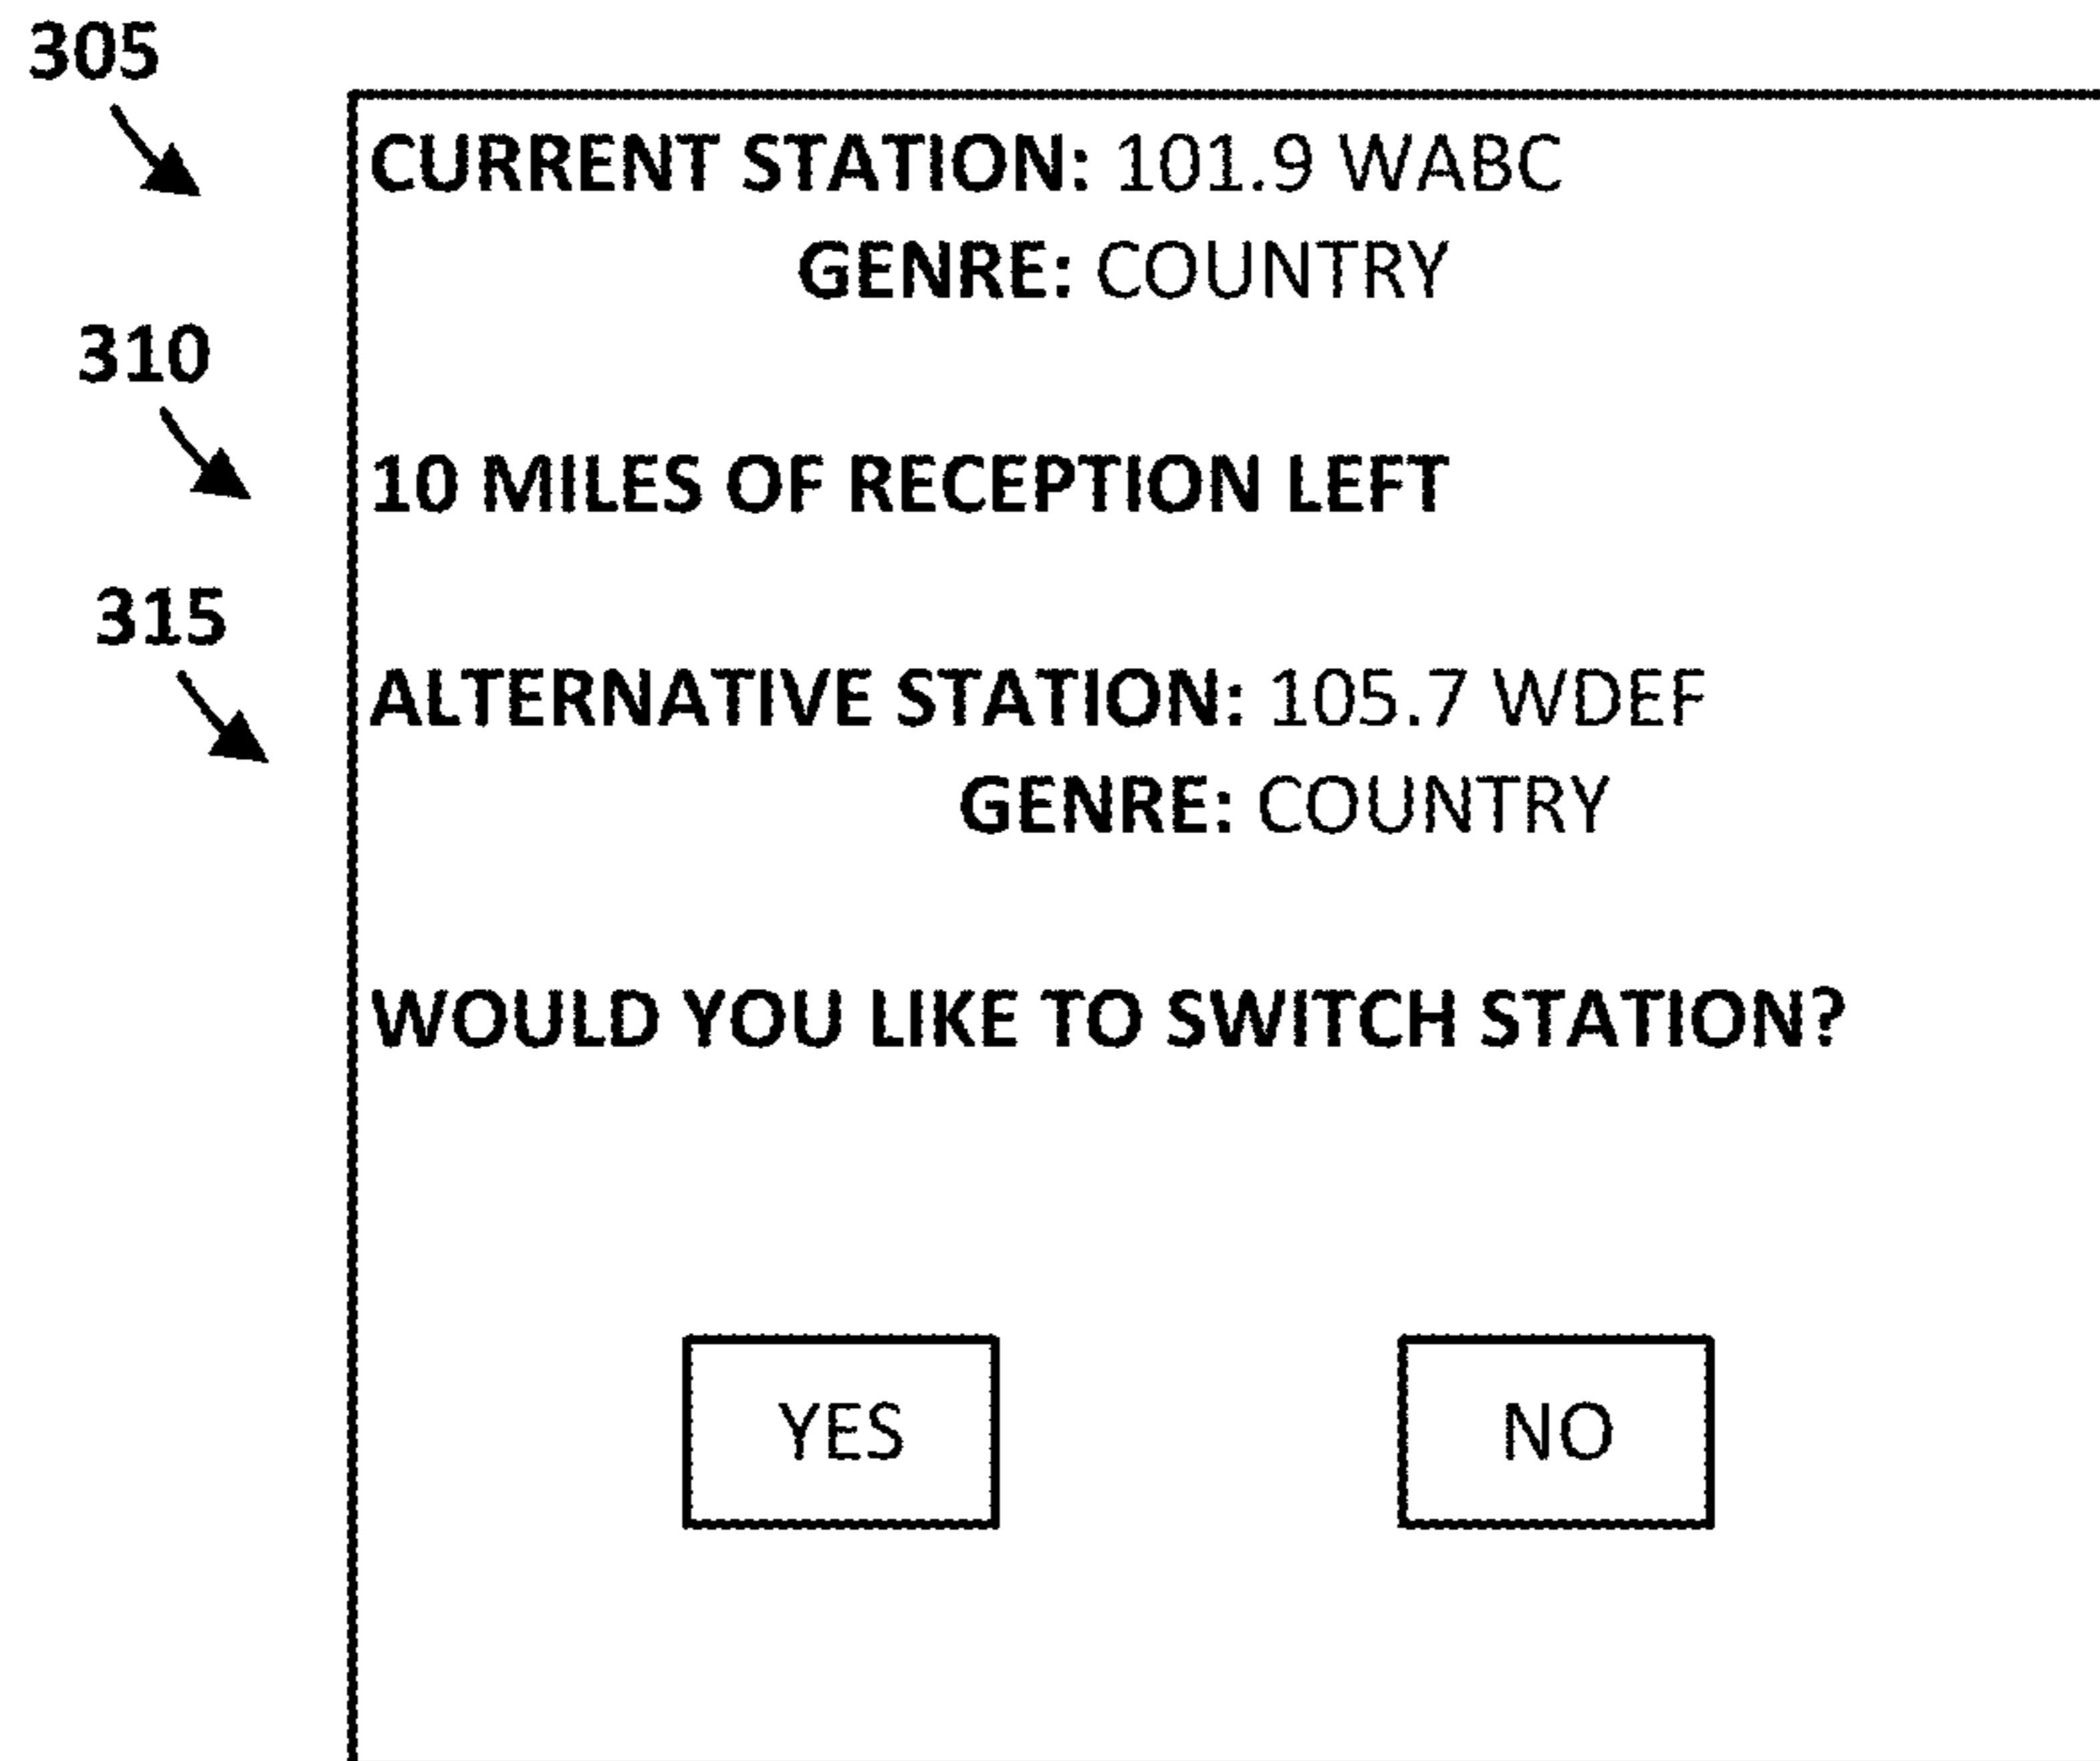 305
CURRENT STATION: 101.9 WABC
GENRE: COUNTRY
310
10 MILES OF RECEPTION LEFT
315
ALTERNATIVE STATION: 105.7 WDEF
GENRE: COUNTRY
WOULD YOU LIKE TO SWITCH STATION?
YES NO